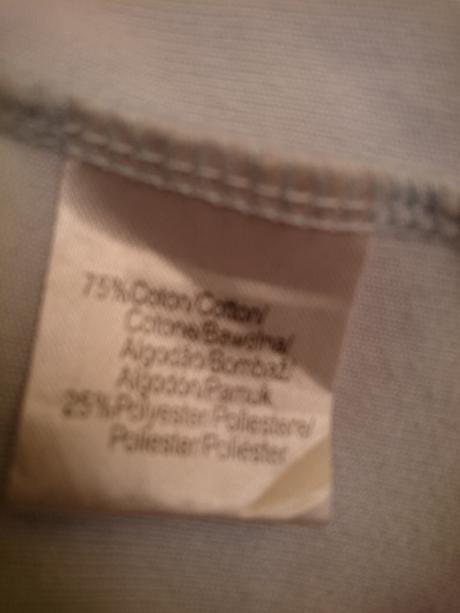 75%Coton/Cotton/
Cotone/Bawełna/
Algodão/Bombaž/
Algodón/Pamuk
25%Polyester/Poliestere/
Poliester/Poliéster